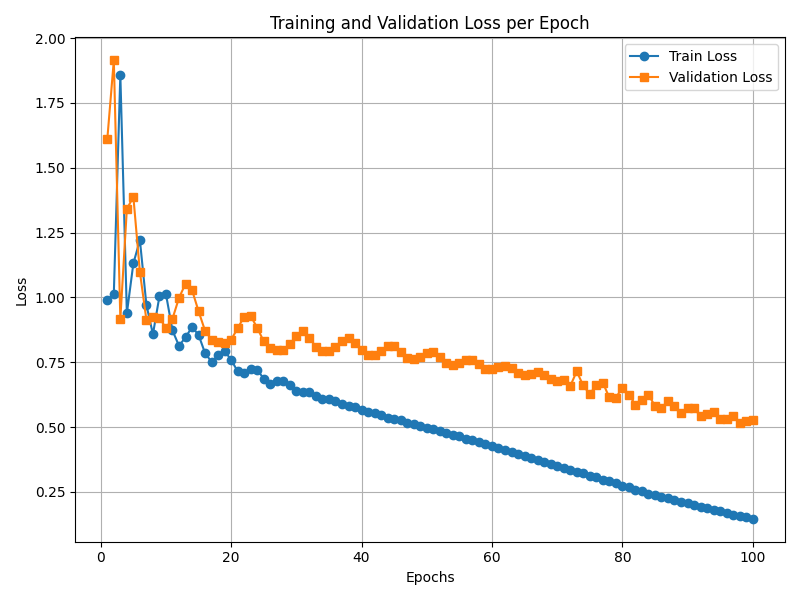 Training and Validation Loss per Epoch
Train Loss
Validation Loss
2.00
1.75
1.50
1.25
1.00
0.75
0.50
0.25
Loss
0 20 40 60 80 100
Epochs